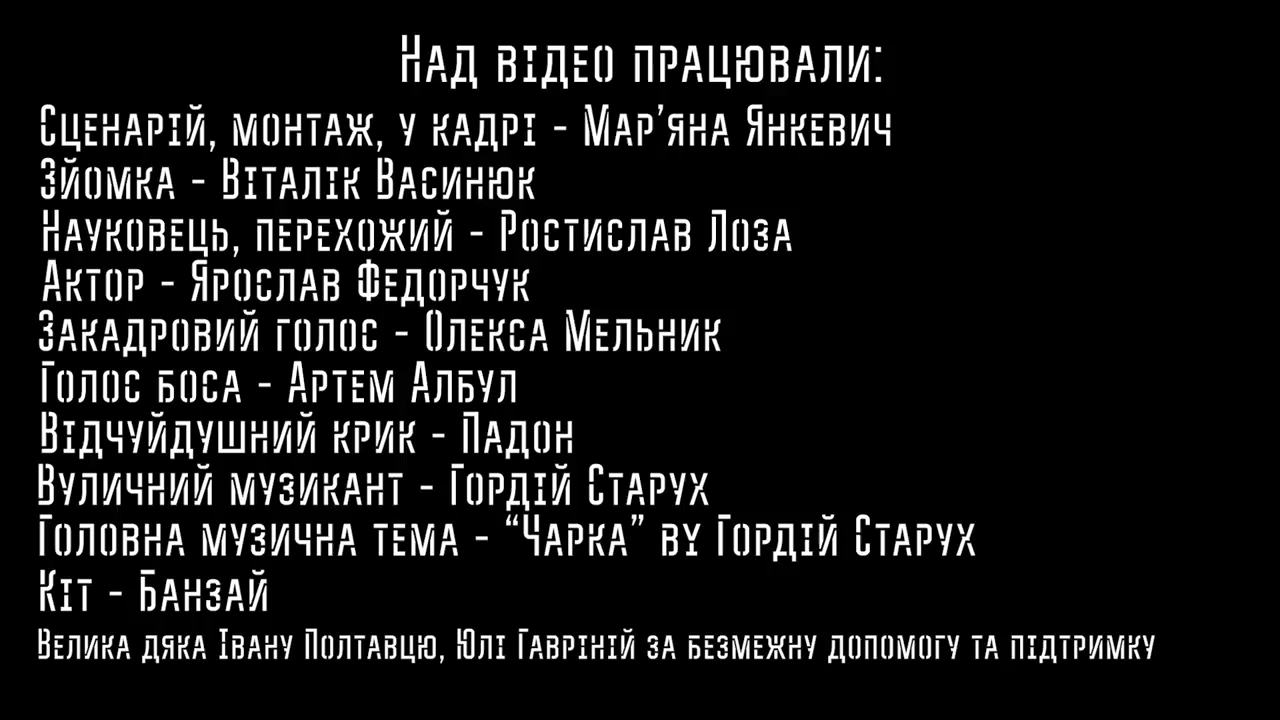 Над відео працювали:
Сценарій, монтаж, у кадрі - Мар’яна Янкевич
Зйомка - Віталік Васинюк
Науковець, перехожий - Ростислав Лоза
Актор - Ярослав Федорчук
Закадровий голос - Олекса Мельник
Голос боса - Артем Албул
Відчуйдушний крик - Падон
Вуличний музикант - Гордій Старух
Головна музична тема - “Чарка” by Гордій Старух
Кіт - Банзай
Велика дяка Івану Полтавцю, Юлі Гавріній за безмежну допомогу та підтримку